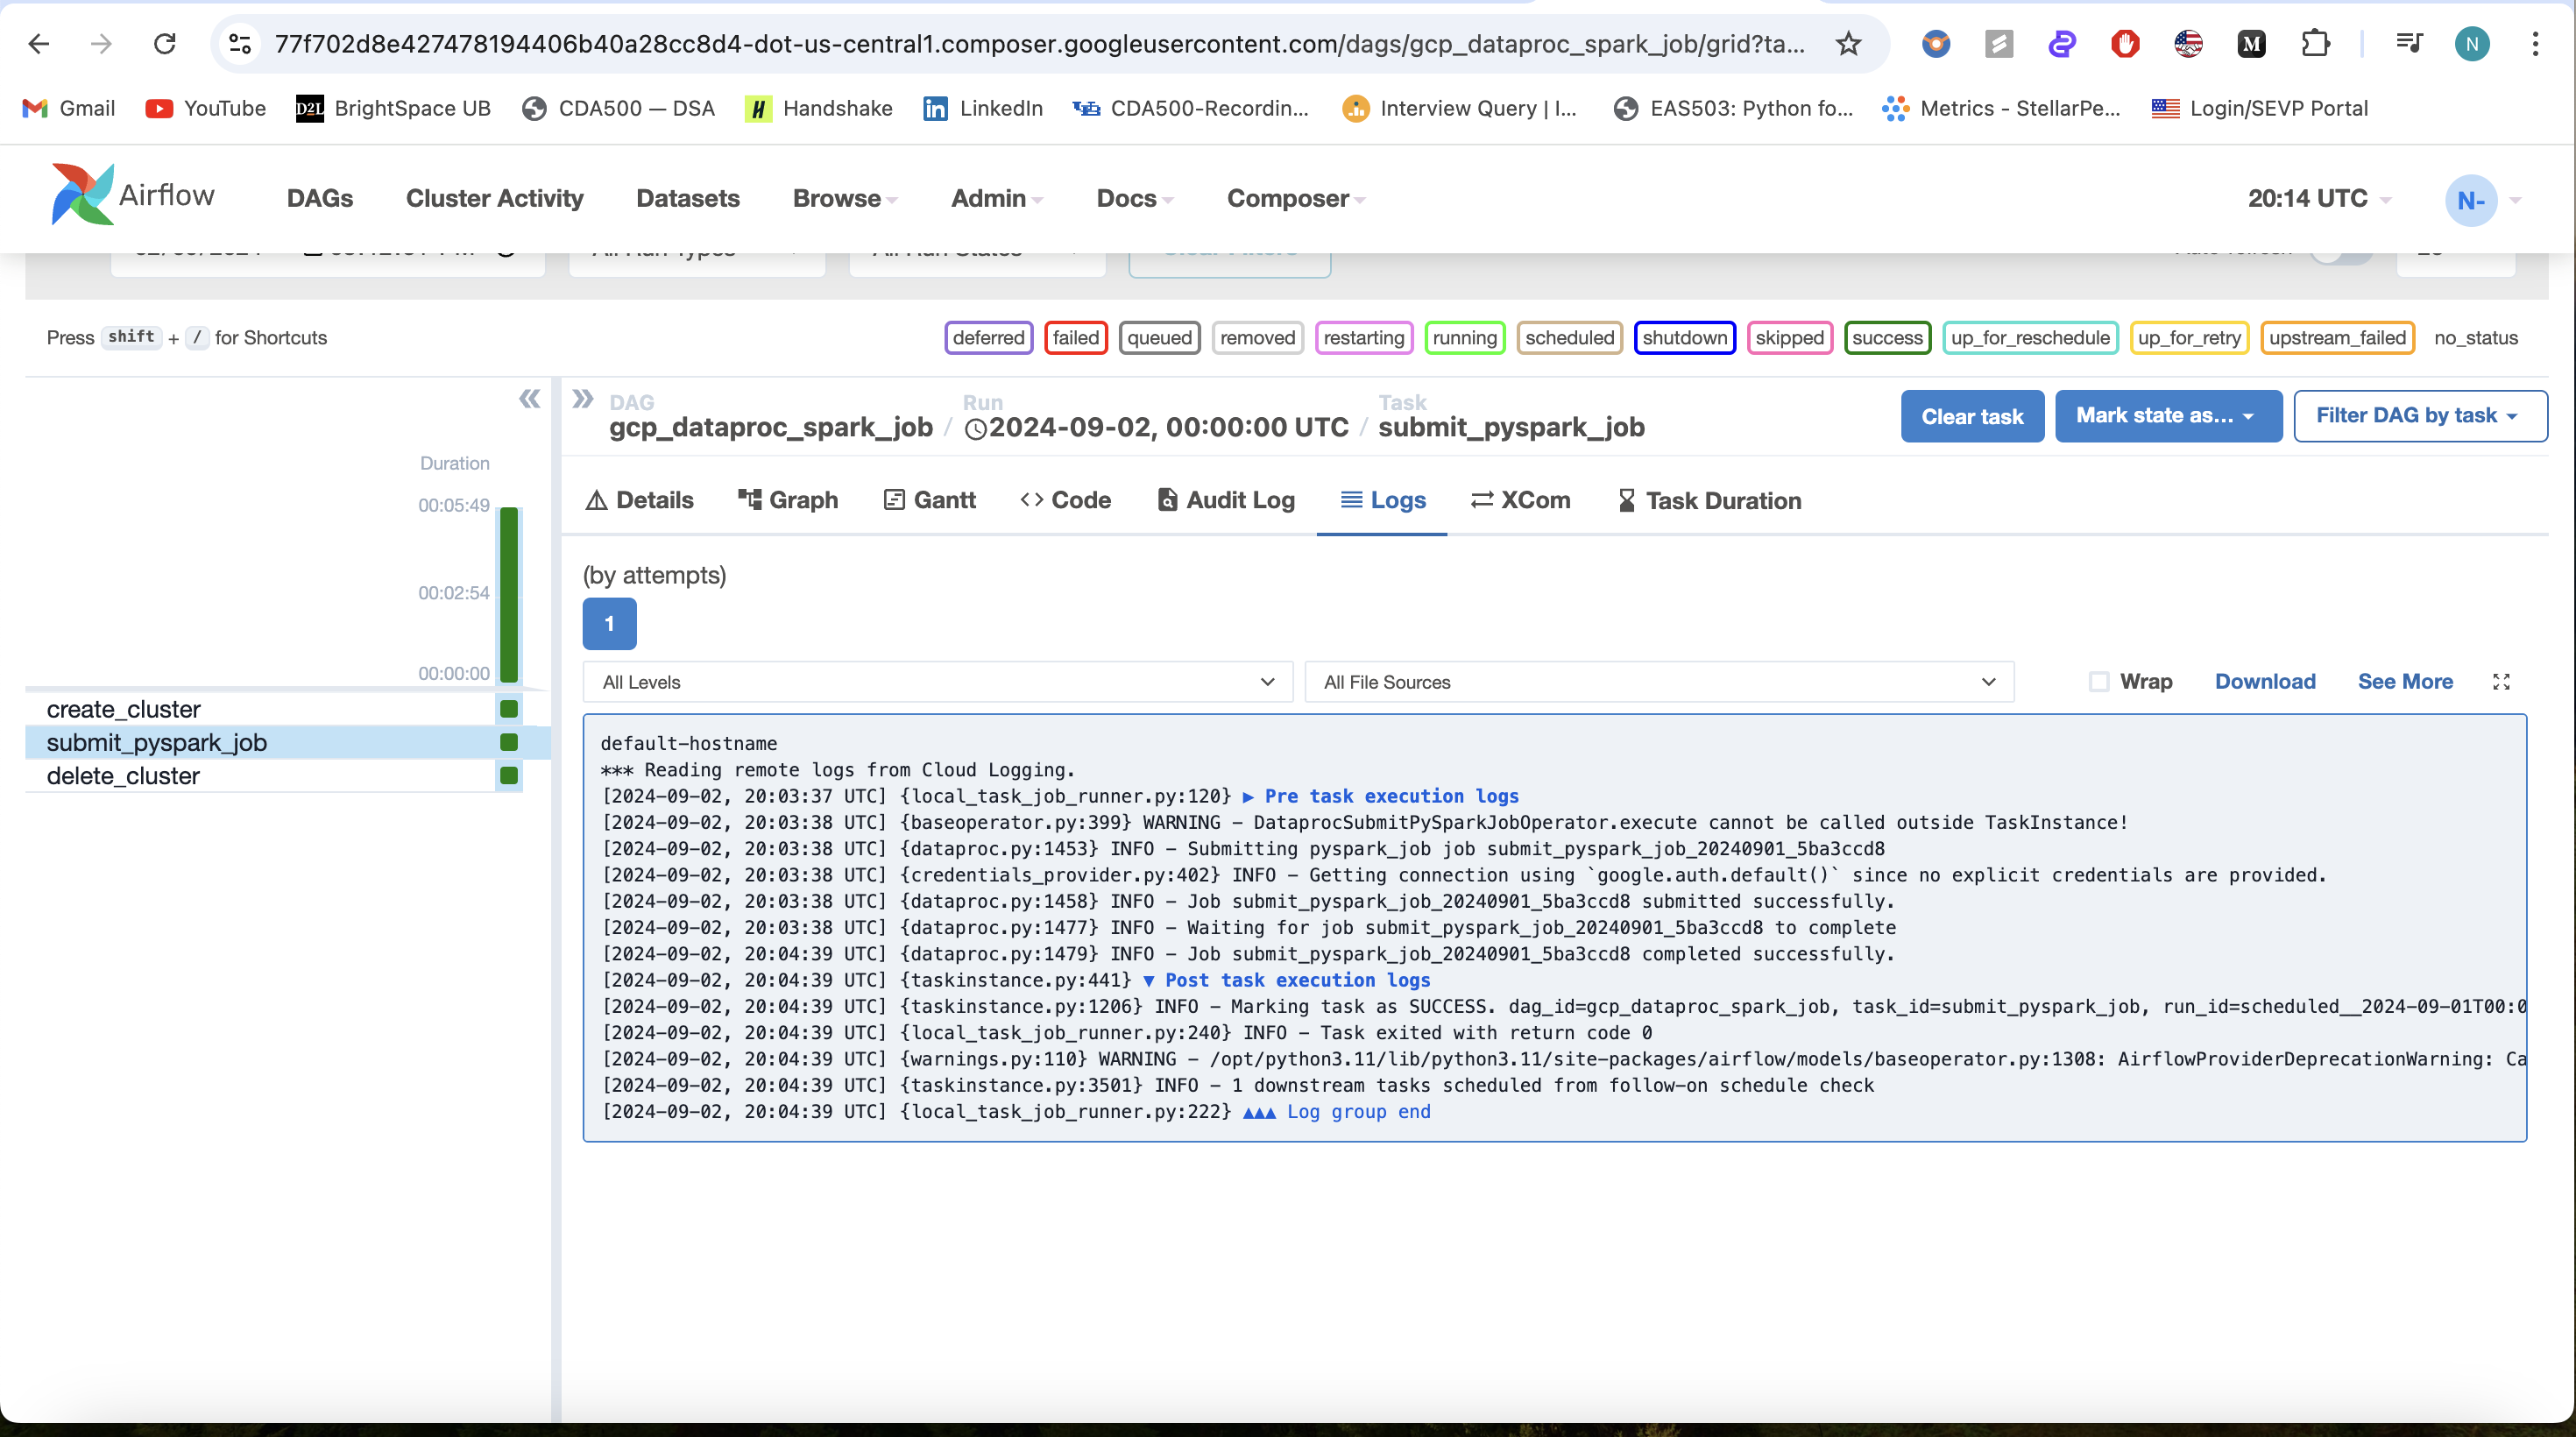 77f702d8e427478194406b40a28cc8d4-dot-us-central1.composer.googleusercontent.com/dags/gcp_dataproc_spark_job/grid?ta...
N
Gmail YouTube BrightSpace UB CDA500 — DSA Handshake LinkedIn CDA500-Recordin... Interview Query | I... EAS503: Python fo... Metrics - StellarPe... Login/SEVP Portal
Airflow DAGs Cluster Activity Datasets Browse Admin Docs Composer 20:14 UTC N-
Press shift + / for Shortcuts deferred failed queued removed restarting running scheduled shutdown skipped success up_for_reschedule up_for_retry upstream_failed no_status
DAG Run Task
gcp_dataproc_spark_job / 2024-09-02, 00:00:00 UTC / submit_pyspark_job
Clear task Mark state as... Filter DAG by task
Duration
00:05:49
00:02:54
00:00:00
create_cluster
submit_pyspark_job
delete_cluster
Details Graph Gantt Code Audit Log Logs XCom Task Duration
(by attempts)
1
All Levels All File Sources Wrap Download See More
default-hostname
*** Reading remote logs from Cloud Logging.
[2024-09-02, 20:03:37 UTC] {local_task_job_runner.py:120} ▶ Pre task execution logs
[2024-09-02, 20:03:38 UTC] {baseoperator.py:399} WARNING - DataprocSubmitPySparkJobOperator.execute cannot be called outside TaskInstance!
[2024-09-02, 20:03:38 UTC] {dataproc.py:1453} INFO - Submitting pyspark_job job submit_pyspark_job_20240901_5ba3ccd8
[2024-09-02, 20:03:38 UTC] {credentials_provider.py:402} INFO - Getting connection using `google.auth.default()` since no explicit credentials are provided.
[2024-09-02, 20:03:38 UTC] {dataproc.py:1458} INFO - Job submit_pyspark_job_20240901_5ba3ccd8 submitted successfully.
[2024-09-02, 20:03:38 UTC] {dataproc.py:1477} INFO - Waiting for job submit_pyspark_job_20240901_5ba3ccd8 to complete
[2024-09-02, 20:04:39 UTC] {dataproc.py:1479} INFO - Job submit_pyspark_job_20240901_5ba3ccd8 completed successfully.
[2024-09-02, 20:04:39 UTC] {taskinstance.py:441} ▼ Post task execution logs
[2024-09-02, 20:04:39 UTC] {taskinstance.py:1206} INFO - Marking task as SUCCESS. dag_id=gcp_dataproc_spark_job, task_id=submit_pyspark_job, run_id=scheduled__2024-09-01T00:0
[2024-09-02, 20:04:39 UTC] {local_task_job_runner.py:240} INFO - Task exited with return code 0
[2024-09-02, 20:04:39 UTC] {warnings.py:110} WARNING - /opt/python3.11/lib/python3.11/site-packages/airflow/models/baseoperator.py:1308: AirflowProviderDeprecationWarning: Ca
[2024-09-02, 20:04:39 UTC] {taskinstance.py:3501} INFO - 1 downstream tasks scheduled from follow-on schedule check
[2024-09-02, 20:04:39 UTC] {local_task_job_runner.py:222} ▲▲▲ Log group end